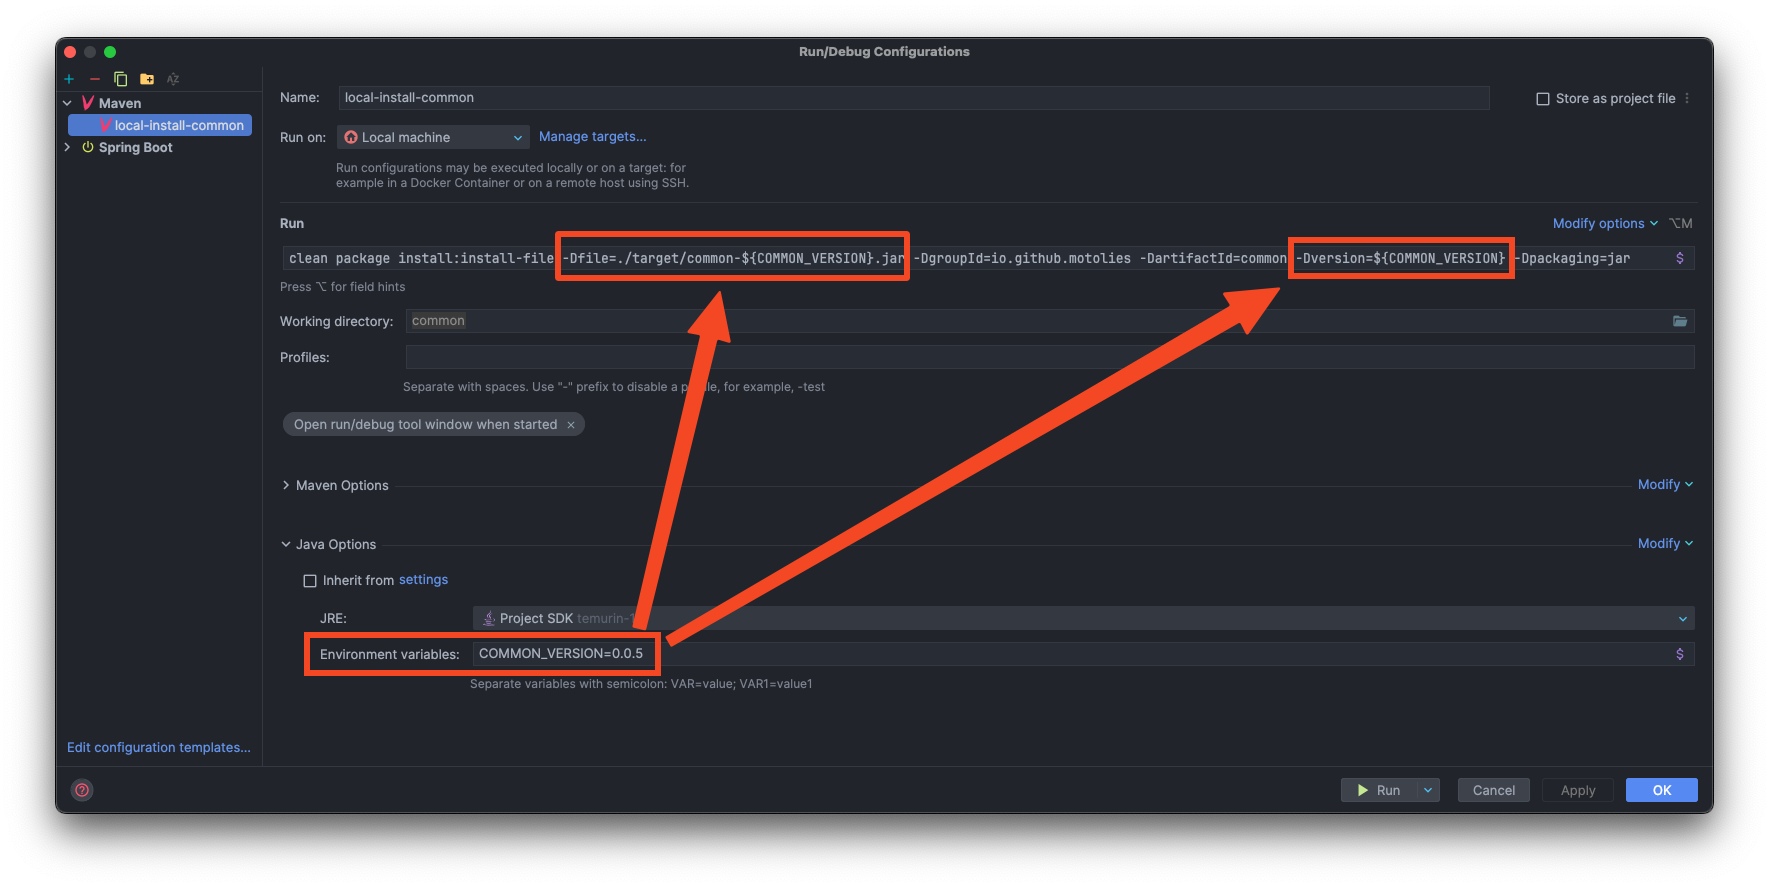 Run/Debug Configurations
Maven
local-install-common
Spring Boot
Edit configuration templates...
Name: local-install-common
Store as project file
Run on: Local machine Manage targets...
Run configurations may be executed locally or on a target: for
example in a Docker Container or on a remote host using SSH.
Run
Modify options ⌥M
clean package install:install-file -Dfile=./target/common-${COMMON_VERSION}.jar -DgroupId=io.github.motolies -DartifactId=common -Dversion=${COMMON_VERSION} -Dpackaging=jar $
Press ⌥ for field hints
Working directory: common
Profiles:
Separate with spaces. Use "-" prefix to disable a , for example, -test
Open run/debug tool window when started ×
Maven Options Modify
Java Options Modify
Inherit from settings
JRE: Project SDK
Environment variables: COMMON_VERSION=0.0.5 $
Separate variables with semicolon: VAR=value; VAR1=value1
? Run Cancel Apply OK